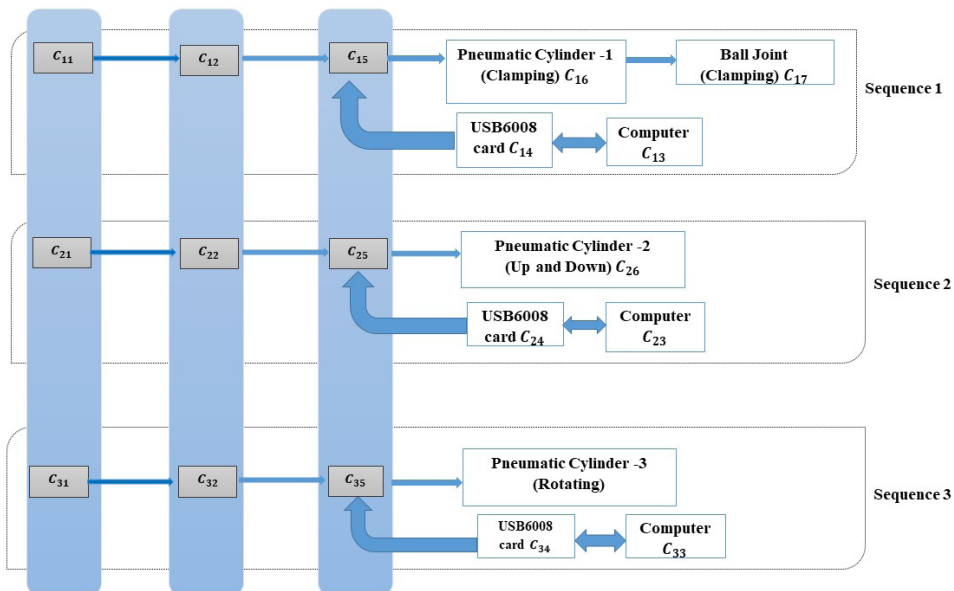 C11
C12
C15
Pneumatic Cylinder -1
(Clamping) C16
Ball Joint
(Clamping) C17
Sequence 1
USB6008
card C14
Computer
C13
C21
C22
C25
Pneumatic Cylinder -2
(Up and Down) C26
Sequence 2
USB6008
card C24
Computer
C23
C31
C32
C35
Pneumatic Cylinder -3
(Rotating)
Sequence 3
USB6008
card C34
Computer
C33